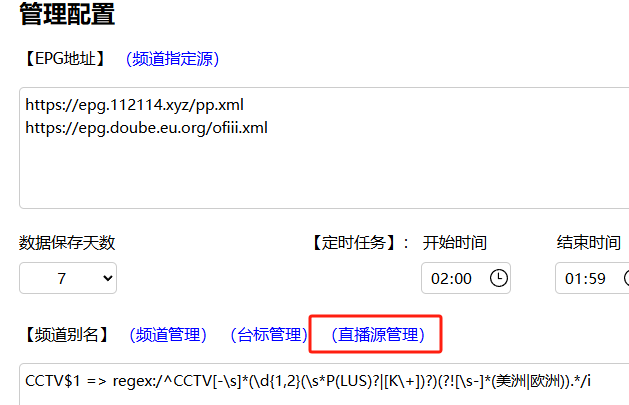 管理配置
【EPG地址】 （频道指定源）
https://epg.112114.xyz/pp.xml
https://epg.doube.eu.org/ofiii.xml
数据保存天数 【定时任务】： 开始时间 结束时间
7 02:00 01:59
【频道别名】 （频道管理） （台标管理） （直播源管理）
CCTV$1 => regex:/^CCTV[-\s]*(\d{1,2}(\s*P(LUS)?|[K\+])?)(?![\s-]*(美洲|欧洲)).*/i